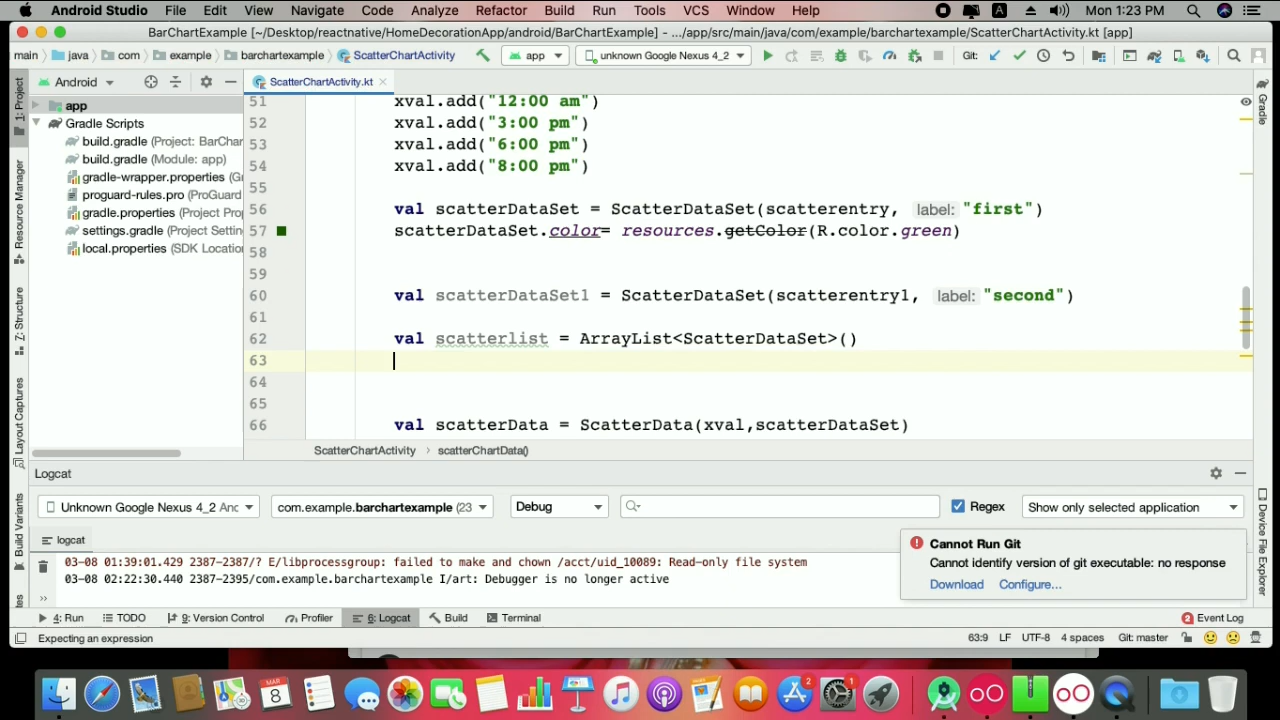 Android Studio File Edit View Navigate Code Analyze Refactor Build Run Tools VCS Window Help A Mon 1:23 PM
BarChartExample [~/Desktop/reactnative/HomeDecorationApp/android/BarChartExample] - .../app/src/main/java/com/example/barchartexample/ScatterChartActivity.kt [app]
main java com example barchartexample ScatterChartActivity app unknown Google Nexus 4_2 Git:
1: Project
Resource Manager
Z: Structure
Layout Captures
Build Variants
Android
ScatterChartActivity.kt
Gradle
app
Gradle Scripts
build.gradle (Project: BarChar
build.gradle (Module: app)
gradle-wrapper.properties (Gr
proguard-rules.pro (ProGuard
gradle.properties (Project Prop
settings.gradle (Project Settin
local.properties (SDK Locatio
51 xval.add("12:00 am")
52 xval.add("3:00 pm")
53 xval.add("6:00 pm")
54 xval.add("8:00 pm")
55
56 val scatterDataSet = ScatterDataSet(scatterentry, label: "first")
57 scatterDataSet.color= resources.getColor(R.color.green)
58
59
60 val scatterDataSet1 = ScatterDataSet(scatterentry1, label: "second")
61
62 val scatterlist = ArrayList<ScatterDataSet>()
63
64
65
66 val scatterData = ScatterData(xval,scatterDataSet)
ScatterChartActivity › scatterChartData()
Logcat
Unknown Google Nexus 4_2 Anc com.example.barchartexample (23 Debug Regex Show only selected application
logcat
03-08 01:39:01.429 2387-2387/? E/libprocessgroup: failed to make and chown /acct/uid_10089: Read-only file system
03-08 02:22:30.440 2387-2395/com.example.barchartexample I/art: Debugger is no longer active
Cannot Run Git
Cannot identify version of git executable: no response
Download Configure...
Device File Explorer
4: Run TODO 9: Version Control Profiler 6: Logcat Build Terminal 2 Event Log
Expecting an expression 63:9 LF UTF-8 4 spaces Git: master
MAR
8
2
1